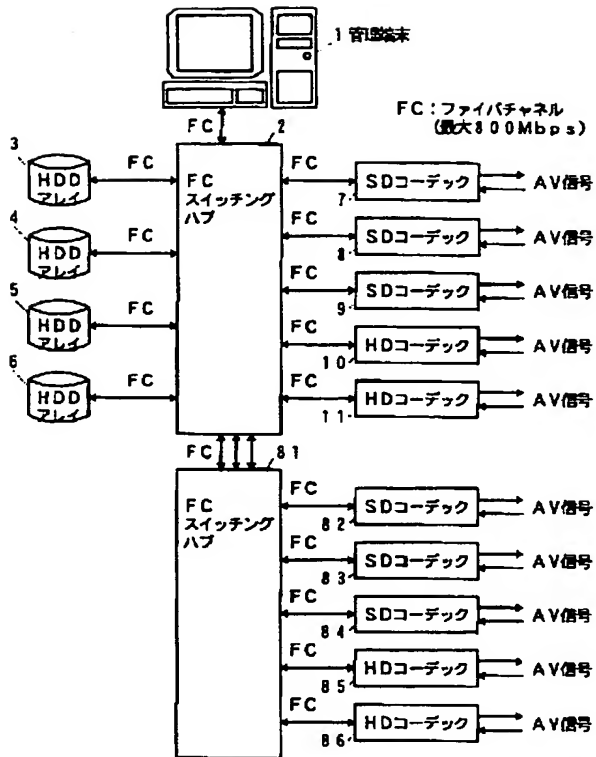 1 管理端末
FC:ファイバチャネル
(最大800Mbps)
FC
2
3
HDD
アレイ
FC
FC
スイッチング
ハブ
FC
SDコーデック
7
AV信号
4
HDD
アレイ
FC
FC
SDコーデック
8
AV信号
5
HDD
アレイ
FC
FC
SDコーデック
9
AV信号
6
HDD
アレイ
FC
FC
HDコーデック
10
AV信号
FC
HDコーデック
11
AV信号
FC
81
FC
スイッチング
ハブ
FC
SDコーデック
82
AV信号
FC
SDコーデック
83
AV信号
FC
SDコーデック
84
AV信号
FC
HDコーデック
85
AV信号
FC
HDコーデック
86
AV信号